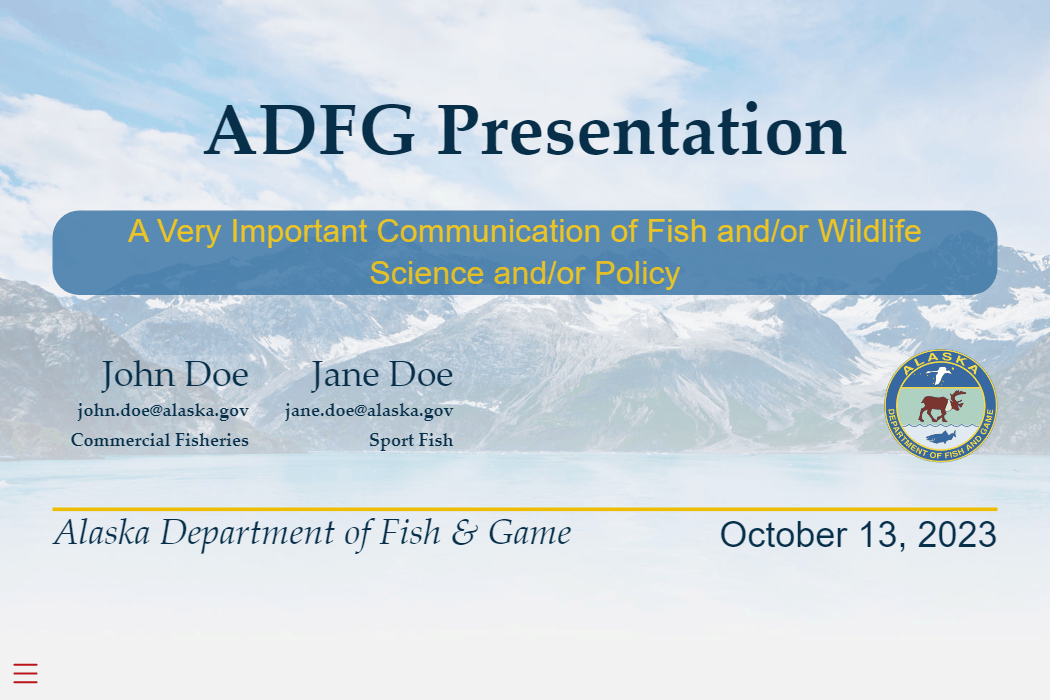 ADFG Presentation
A Very Important Communication of Fish and/or Wildlife
Science and/or Policy
John Doe
john.doe@alaska.gov
Commercial Fisheries
Jane Doe
jane.doe@alaska.gov
Sport Fish
ALASKA
DEPARTMENT OF FISH AND GAME
Alaska Department of Fish & Game
October 13, 2023